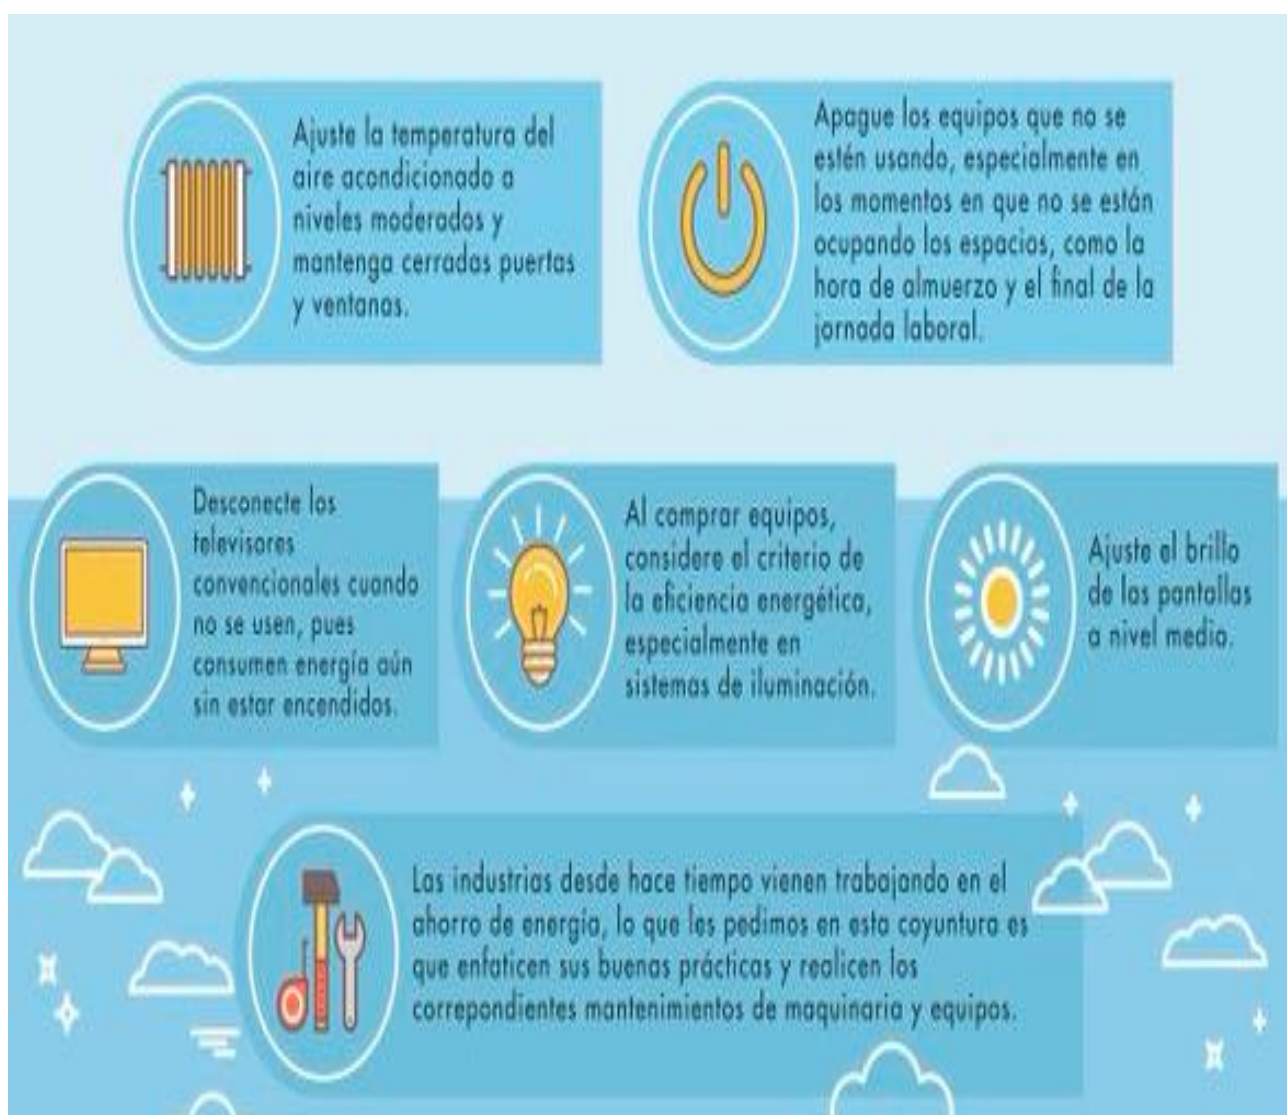 Ajuste la temperatura del
aire acondicionado a
niveles moderados y
mantenga cerradas puertas
y ventanas.
Apague los equipos que no se
estén usando, especialmente en
los momentos en que no se están
ocupando los espacios, como la
hora de almuerzo y el final de la
jornada laboral.
Desconecte los
televisores
convencionales cuando
no se usen, pues
consumen energía aún
sin estar encendidos.
Al comprar equipos,
considere el criterio de
la eficiencia energética,
especialmente en
sistemas de iluminación.
Ajuste el brillo
de las pantallas
a nivel medio.
Las industrias desde hace tiempo vienen trabajando en el
ahorro de energía, lo que les pedimos en esta coyuntura es
que enfaticen sus buenas prácticas y realicen los
correpondientes mantenimientos de maquinaria y equipos.